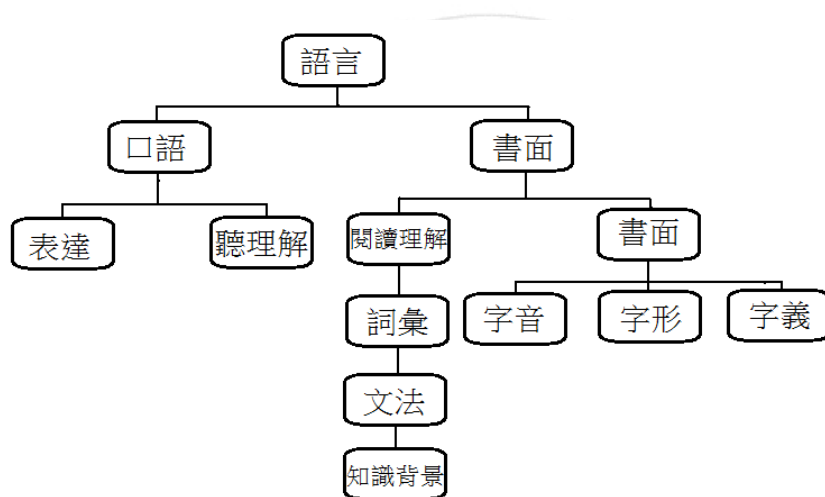 語言
口語
書面
表達
聽理解
閱讀理解
書面
詞彙
字音
字形
字義
文法
知識背景